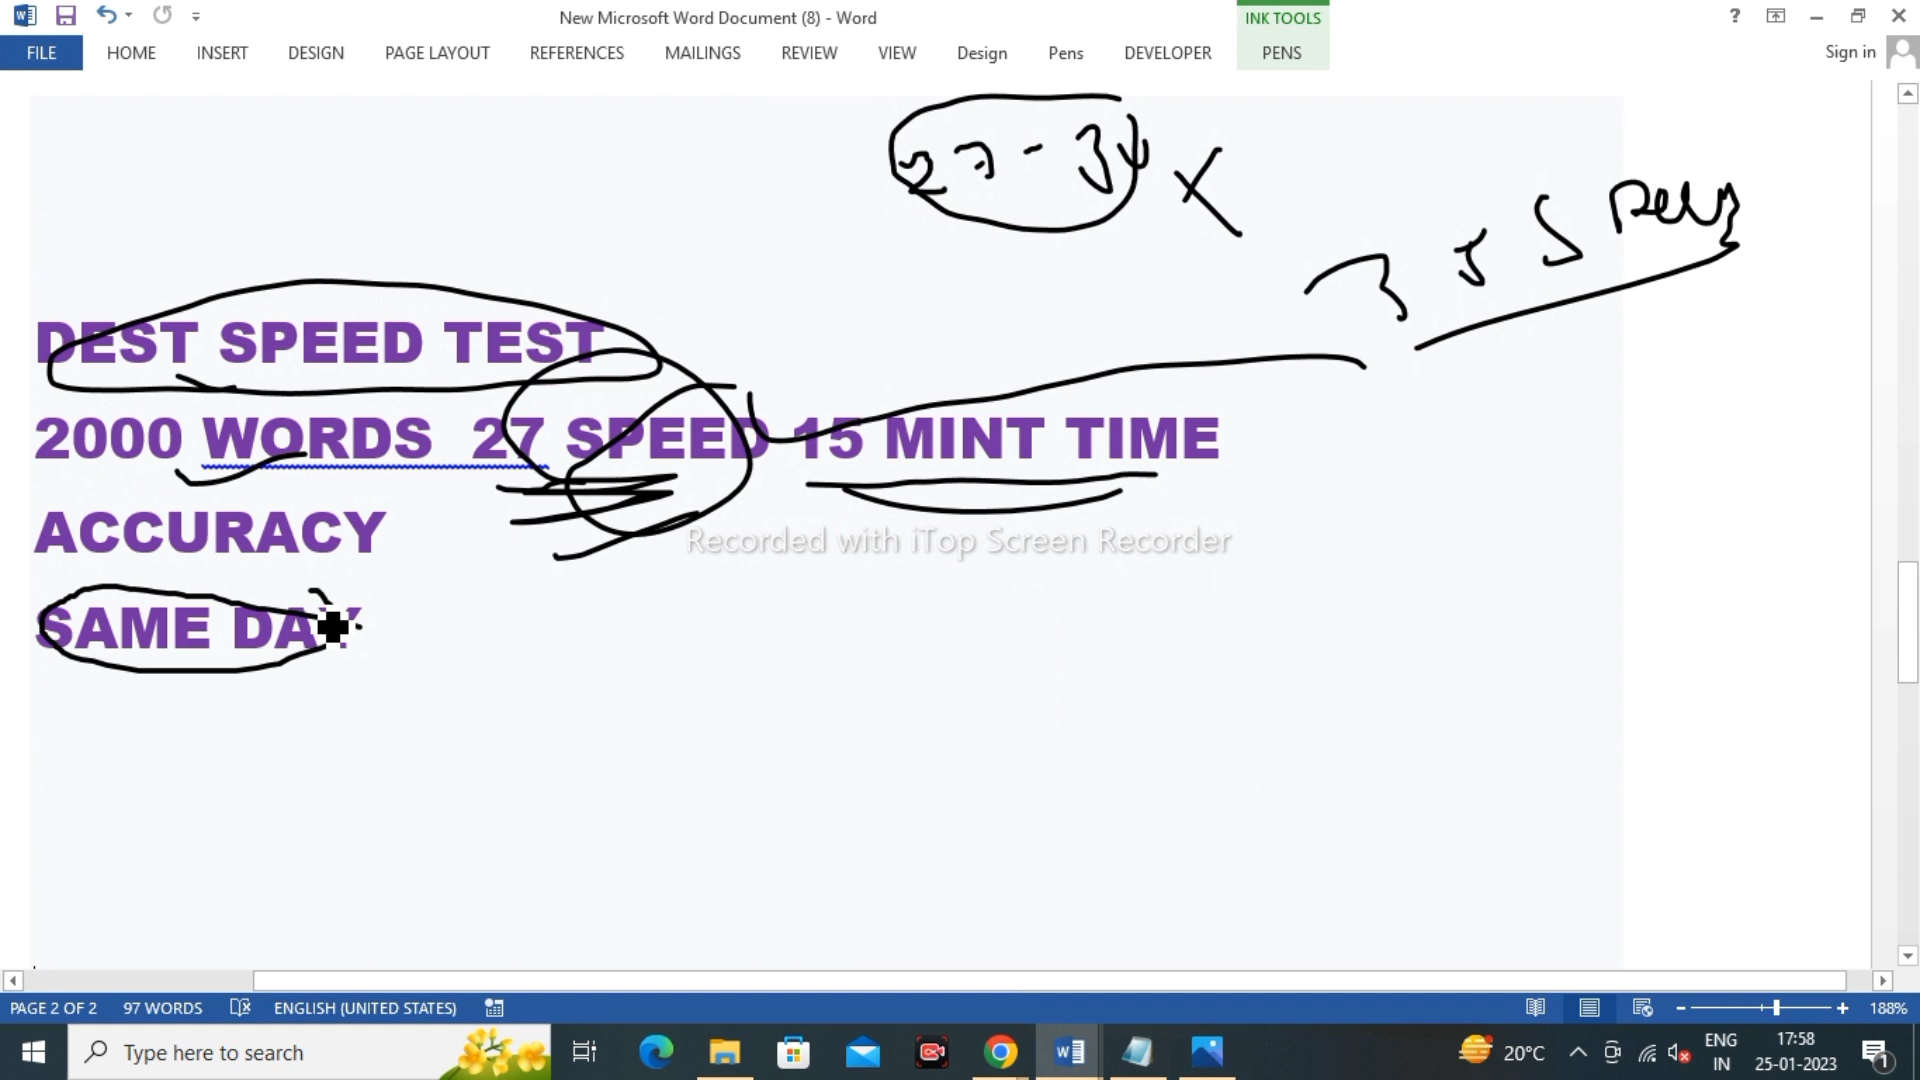 New Microsoft Word Document (8) - Word
INK TOOLS
FILE HOME INSERT DESIGN PAGE LAYOUT REFERENCES MAILINGS REVIEW VIEW Design Pens DEVELOPER PENS Sign in
27 - 34 X
DEST SPEED TEST
2000 WORDS 27 SPEED 15 MINT TIME
ACCURACY
Recorded with iTop Screen Recorder
SAME DAY
PAGE 2 OF 2 97 WORDS ENGLISH (UNITED STATES) 188%
Type here to search 20°C ENG 17:58
IN 25-01-2023 1